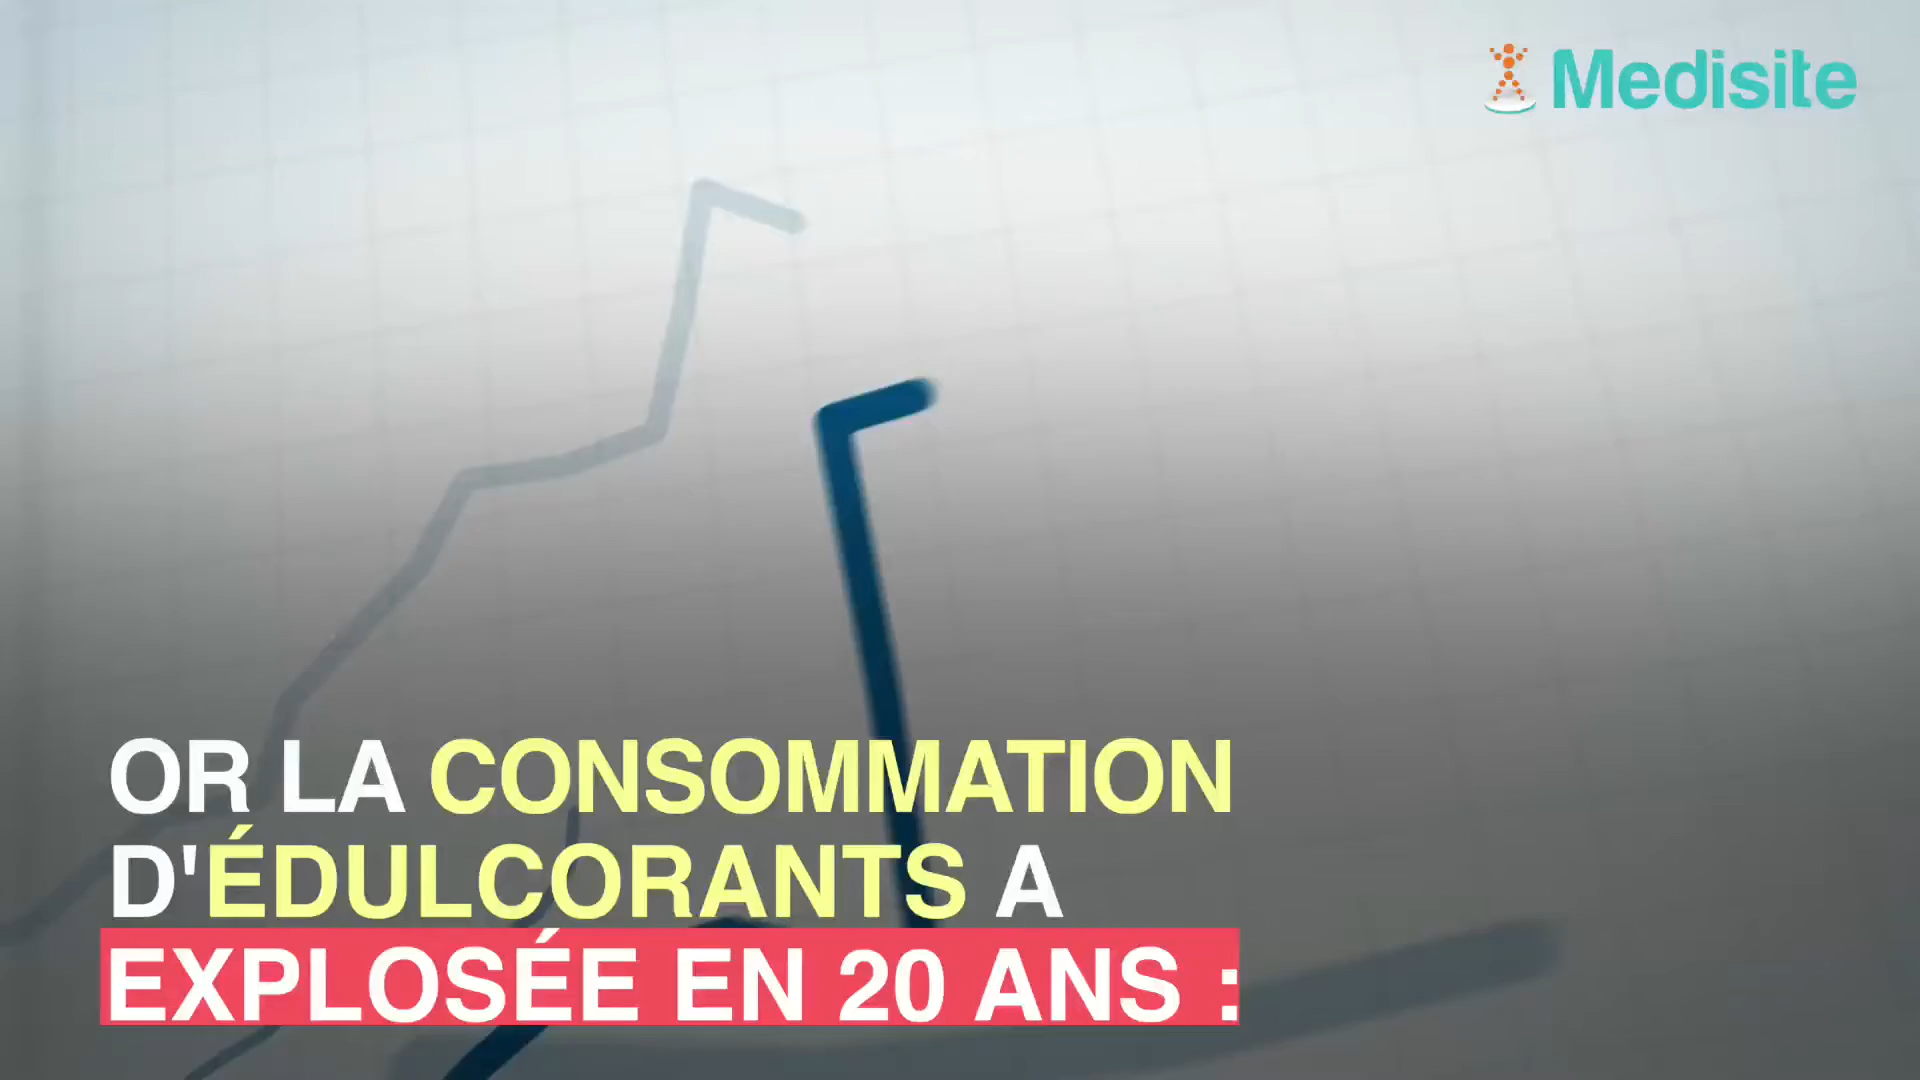 Medisite
OR LA CONSOMMATION
D'ÉDULCORANTS A
EXPLOSÉE EN 20 ANS :